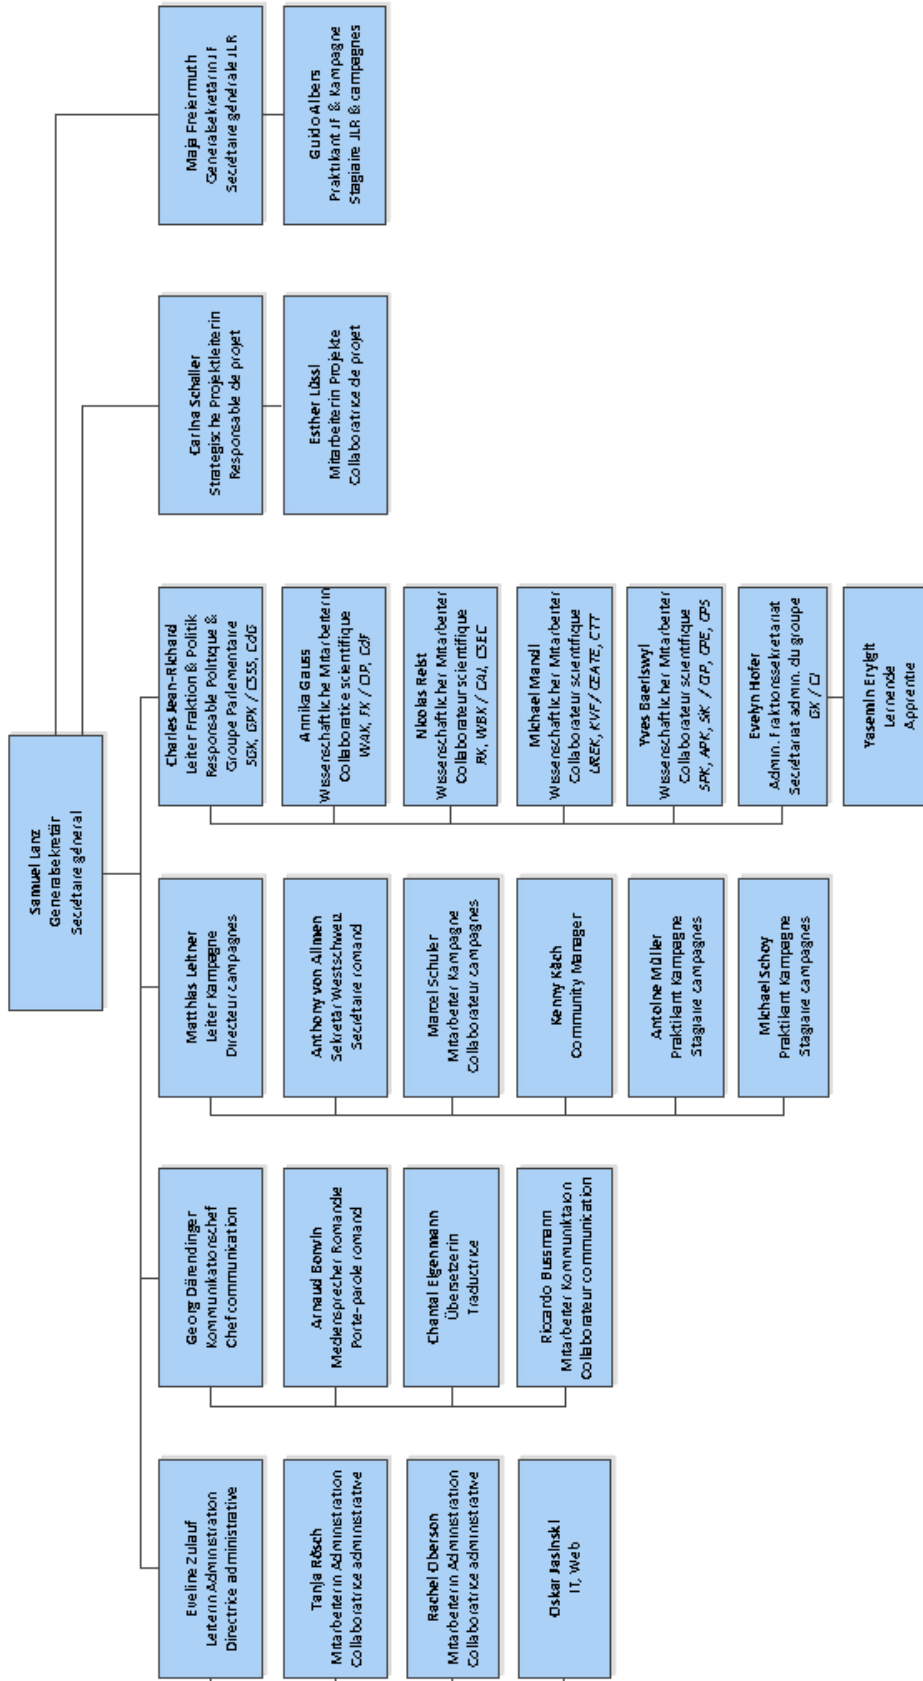 Samuel Lanz
Generalsekretär
Secrétaire général
Eveline Zulauf
Leiterin Administration
Directrice administrative
Tanja Rösch
Mitarbeiterin Administration
Collaboratrice administrative
Rachel Oberson
Mitarbeiterin Administration
Collaboratrice administrative
Oskar Jasinski
IT, Web
Georg Därendinger
Kommunikationschef
Chef communication
Arnaud Bonvin
Mediensprecher Romandie
Porte-parole romand
Chantal Eigenmann
Übersetzerin
Traductrice
Riccardo Bussmann
Mitarbeiter Kommuniktaion
Collaborateur communication
Matthias Leitner
Leiter Kampagne
Directeur campagnes
Anthony von Allmen
Sekretär Westschweiz
Secrétaire romand
Marcel Schuler
Mitarbeiter Kampagne
Collaborateur campagnes
Kenny Käch
Community Manager
Antoine Müller
Praktikant Kampagne
Stagiaire campagnes
Michael Schoy
Praktikant Kampagne
Stagiaire campagnes
Charles Jean-Richard
Leiter Fraktion & Politik
Responsable Politique &
Groupe Parlementaire
SGK, GPK / CSSS, CdG
Annika Gauss
Wissenschaftliche Mitarbeiterin
Collaboratice scientifique
WAK, FK / CIP, CdF
Nikolas Reist
Wissenschaftlicher Mitarbeiter
Collaborateur scientifique
RK, WBK / CAJ, CSEC
Michael Mandl
Wissenschaftlicher Mitarbeiter
Collaborateur scientifique
UREK, KVF/ CEATE, CTT
Yves Baeriswyl
Wissenschaftlicher Mitarbeiter
Collaborateur scientifique
SPK, APK, SiK / CIP, CPE, CPS
Evelyn Hofer
Admin. Fraktionssekretariat
Secrétariat admin. du groupe
GK / CJ
Yasemin Eryigit
Lernende
Apprentie
Carina Schaller
Strategische Projektleiterin
Responsable de projet
Esther Lüssi
Mitarbeiterin Projekte
Collaboratrice de projet
Maja Freiermuth
Generalsekretärin JF
Secrétaire générale JLR
Guido Albers
Praktikant JF & Kampagne
Stagiaire JLR & campagnes